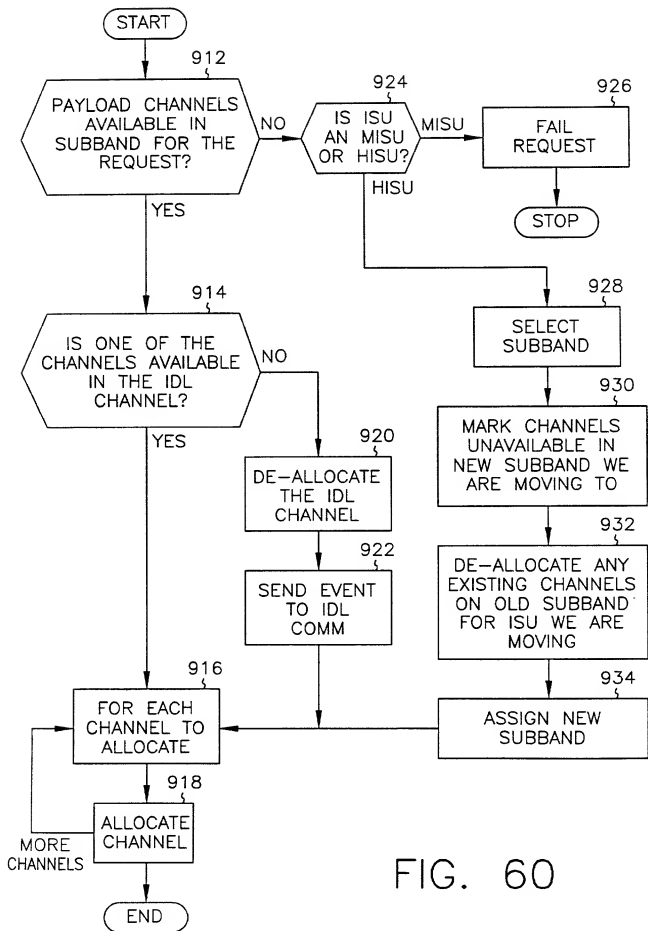 START
912
PAYLOAD CHANNELS
AVAILABLE IN
SUBBAND FOR THE
REQUEST?
NO
YES
924
IS ISU
AN MISU
OR HISU?
MISU
HISU
926
FAIL
REQUEST
STOP
914
IS ONE OF THE
CHANNELS AVAILABLE
IN THE IDL
CHANNEL?
NO
YES
928
SELECT
SUBBAND
930
MARK CHANNELS
UNAVAILABLE IN
NEW SUBBAND WE
ARE MOVING TO
920
DE-ALLOCATE
THE IDL
CHANNEL
922
SEND EVENT
TO IDL
COMM
932
DE-ALLOCATE ANY
EXISTING CHANNELS
ON OLD SUBBAND
FOR ISU WE ARE
MOVING
934
ASSIGN NEW
SUBBAND
916
FOR EACH
CHANNEL TO
ALLOCATE
918
ALLOCATE
CHANNEL
MORE
CHANNELS
END
FIG. 60